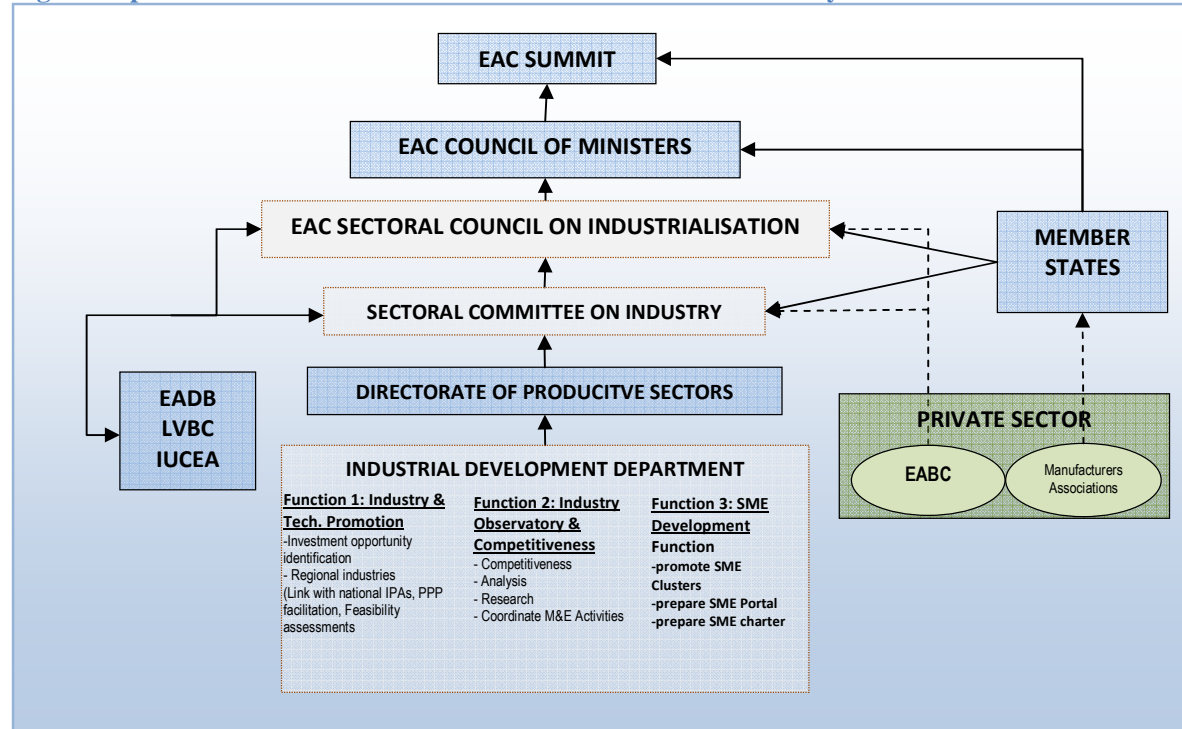 EAC SUMMIT
EAC COUNCIL OF MINISTERS
EAC SECTORAL COUNCIL ON INDUSTRIALISATION
MEMBER
STATES
SECTORAL COMMITTEE ON INDUSTRY
DIRECTORATE OF PRODUCITVE SECTORS
EADB
LVBC
IUCEA
PRIVATE SECTOR
EABC
Manufacturers
Associations
INDUSTRIAL DEVELOPMENT DEPARTMENT
Function 1: Industry &
Tech. Promotion
-Investment opportunity
identification
- Regional industries
(Link with national IPAs, PPP
facilitation, Feasibility
assessments
Function 2: Industry
Observatory &
Competitiveness
- Competitiveness
- Analysis
- Research
- Coordinate M&E Activities
Function 3: SME
Development
Function
-promote SME
Clusters
-prepare SME Portal
-prepare SME charter